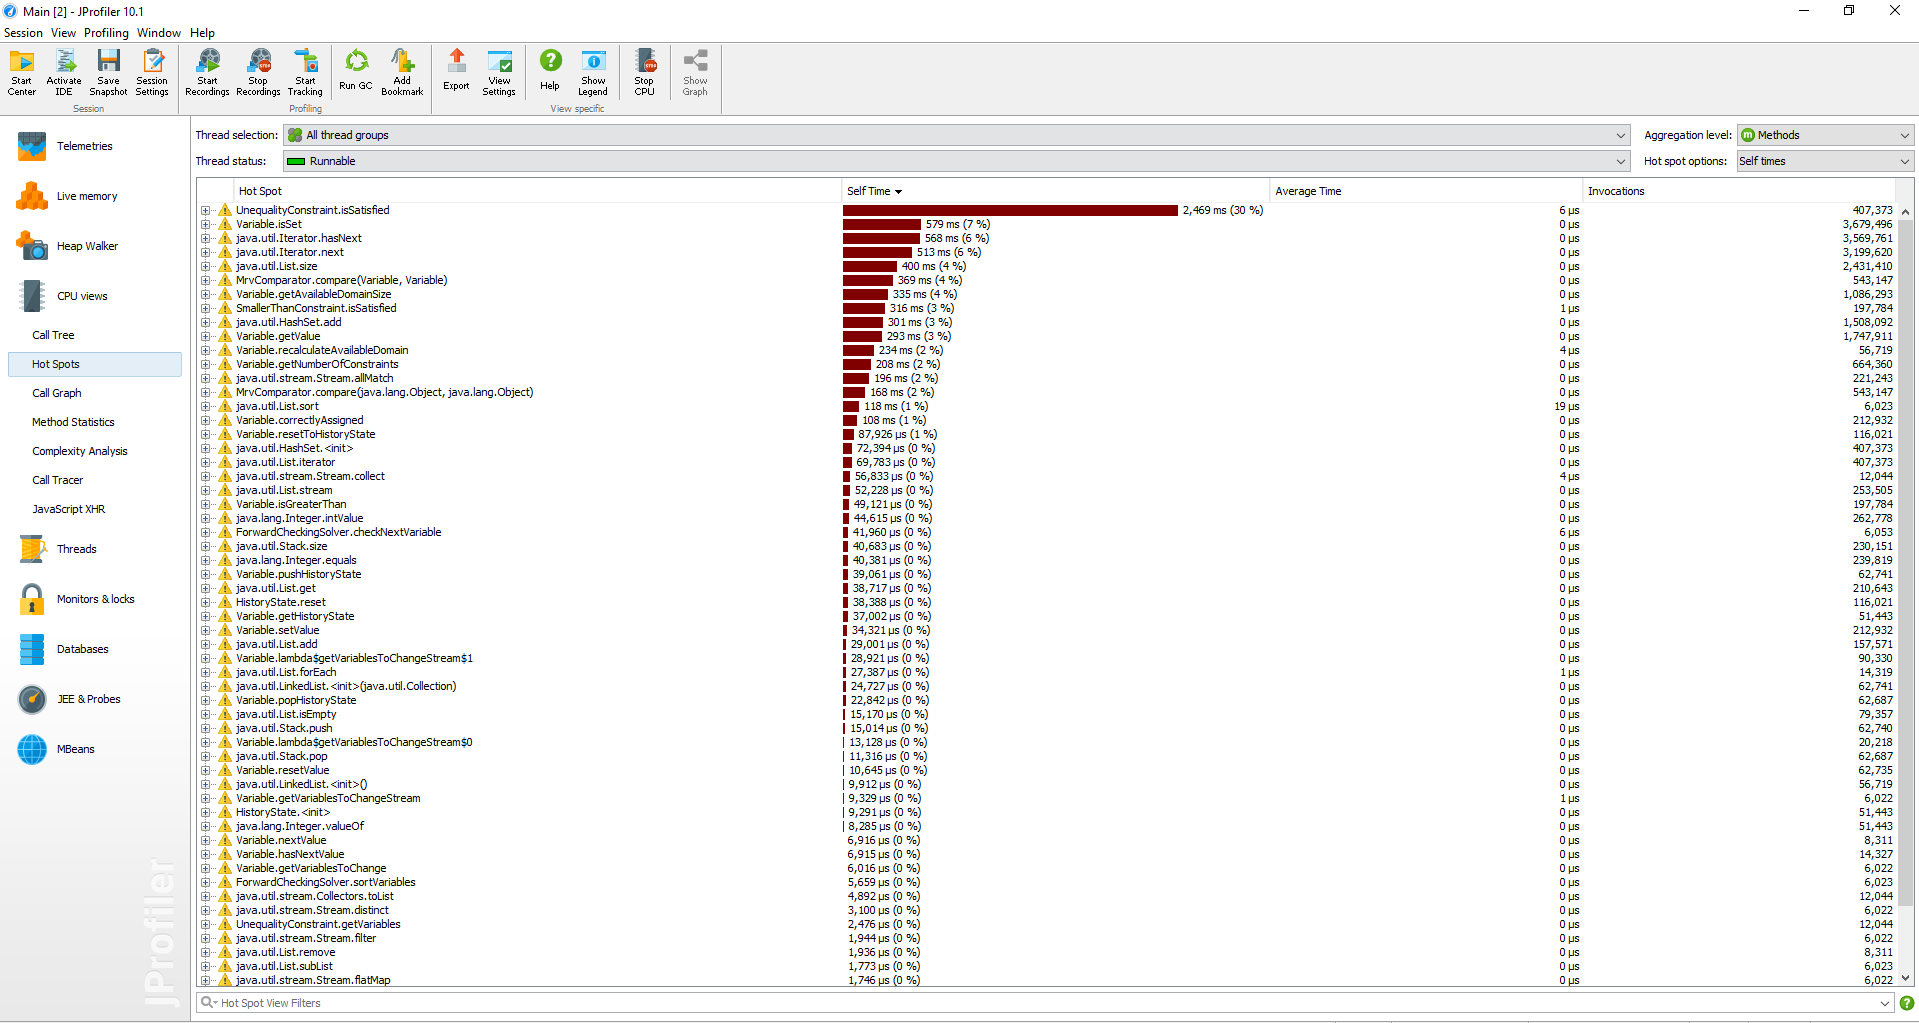 Main [2] - JProfiler 10.1
Session View Profiling Window Help
Start Center
Activate IDE
Save Snapshot
Session Settings
Start Recordings
Stop Recordings
Start Tracking
Run GC
Add Bookmark
Export
View Settings
Help
Show Legend
Stop CPU
Show Graph
Session
Profiling
View specific
Telemetries
Live memory
Heap Walker
CPU views
Call Tree
Hot Spots
Call Graph
Method Statistics
Complexity Analysis
Call Tracer
JavaScript XHR
Threads
Monitors & locks
Databases
JEE & Probes
MBeans
JProfiler
Thread selection: All thread groups Aggregation level: Methods
Thread status: Runnable Hot spot options: Self times
Hot Spot Self Time Average Time Invocations
UnequalityConstraint.isSatisfied 2,469 ms (30 %) 6 µs 407,373
Variable.isSet 579 ms (7 %) 0 µs 3,679,496
java.util.Iterator.hasNext 568 ms (6 %) 0 µs 3,569,761
java.util.Iterator.next 513 ms (6 %) 0 µs 3,199,620
java.util.List.size 400 ms (4 %) 0 µs 2,431,410
MrvComparator.compare(Variable, Variable) 369 ms (4 %) 0 µs 543,147
Variable.getAvailableDomainSize 335 ms (4 %) 0 µs 1,086,293
SmallerThanConstraint.isSatisfied 316 ms (3 %) 1 µs 197,784
java.util.HashSet.add 301 ms (3 %) 0 µs 1,508,092
Variable.getValue 293 ms (3 %) 0 µs 1,747,911
Variable.recalculateAvailableDomain 234 ms (2 %) 4 µs 56,719
Variable.getNumberOfConstraints 208 ms (2 %) 0 µs 664,360
java.util.stream.Stream.allMatch 196 ms (2 %) 0 µs 221,243
MrvComparator.compare(java.lang.Object, java.lang.Object) 168 ms (2 %) 0 µs 543,147
java.util.List.sort 118 ms (1 %) 19 µs 6,023
Variable.correctlyAssigned 108 ms (1 %) 0 µs 212,932
Variable.resetToHistoryState 87,926 µs (1 %) 0 µs 116,021
java.util.HashSet.<init> 72,394 µs (0 %) 0 µs 407,373
java.util.List.iterator 69,783 µs (0 %) 0 µs 407,373
java.util.stream.Stream.collect 56,833 µs (0 %) 4 µs 12,044
java.util.List.stream 52,228 µs (0 %) 0 µs 253,505
Variable.isGreaterThan 49,121 µs (0 %) 0 µs 197,784
java.lang.Integer.intValue 44,615 µs (0 %) 0 µs 262,778
ForwardCheckingSolver.checkNextVariable 41,960 µs (0 %) 6 µs 6,053
java.util.Stack.size 40,683 µs (0 %) 0 µs 230,151
java.lang.Integer.equals 40,381 µs (0 %) 0 µs 239,819
Variable.pushHistoryState 39,061 µs (0 %) 0 µs 62,741
java.util.List.get 38,717 µs (0 %) 0 µs 210,643
HistoryState.reset 38,388 µs (0 %) 0 µs 116,021
Variable.getHistoryState 37,002 µs (0 %) 0 µs 51,443
Variable.setValue 34,321 µs (0 %) 0 µs 212,932
java.util.List.add 29,001 µs (0 %) 0 µs 157,571
Variable.lambda$getVariablesToChangeStream$1 28,921 µs (0 %) 0 µs 90,330
java.util.List.forEach 27,387 µs (0 %) 1 µs 14,319
java.util.LinkedList.<init>(java.util.Collection) 24,727 µs (0 %) 0 µs 62,741
Variable.popHistoryState 22,842 µs (0 %) 0 µs 62,687
java.util.List.isEmpty 15,170 µs (0 %) 0 µs 79,357
java.util.Stack.push 15,014 µs (0 %) 0 µs 62,740
Variable.lambda$getVariablesToChangeStream$0 13,128 µs (0 %) 0 µs 20,218
java.util.Stack.pop 11,316 µs (0 %) 0 µs 62,687
Variable.resetValue 10,645 µs (0 %) 0 µs 62,735
java.util.LinkedList.<init>() 9,912 µs (0 %) 0 µs 56,719
Variable.getVariablesToChangeStream 9,329 µs (0 %) 1 µs 6,022
HistoryState.<init> 9,291 µs (0 %) 0 µs 51,443
java.lang.Integer.valueOf 8,285 µs (0 %) 0 µs 51,443
Variable.nextValue 6,916 µs (0 %) 0 µs 8,311
Variable.hasNextValue 6,915 µs (0 %) 0 µs 14,327
Variable.getVariablesToChange 6,016 µs (0 %) 0 µs 6,022
ForwardCheckingSolver.sortVariables 5,659 µs (0 %) 0 µs 6,023
java.util.stream.Collectors.toList 4,892 µs (0 %) 0 µs 12,044
java.util.stream.Stream.distinct 3,100 µs (0 %) 0 µs 6,022
UnequalityConstraint.getVariables 2,476 µs (0 %) 0 µs 12,044
java.util.stream.Stream.filter 1,944 µs (0 %) 0 µs 6,022
java.util.List.remove 1,936 µs (0 %) 0 µs 8,311
java.util.List.subList 1,773 µs (0 %) 0 µs 6,023
java.util.stream.Stream.flatMap 1,746 µs (0 %) 0 µs 6,022
Hot Spot View Filters